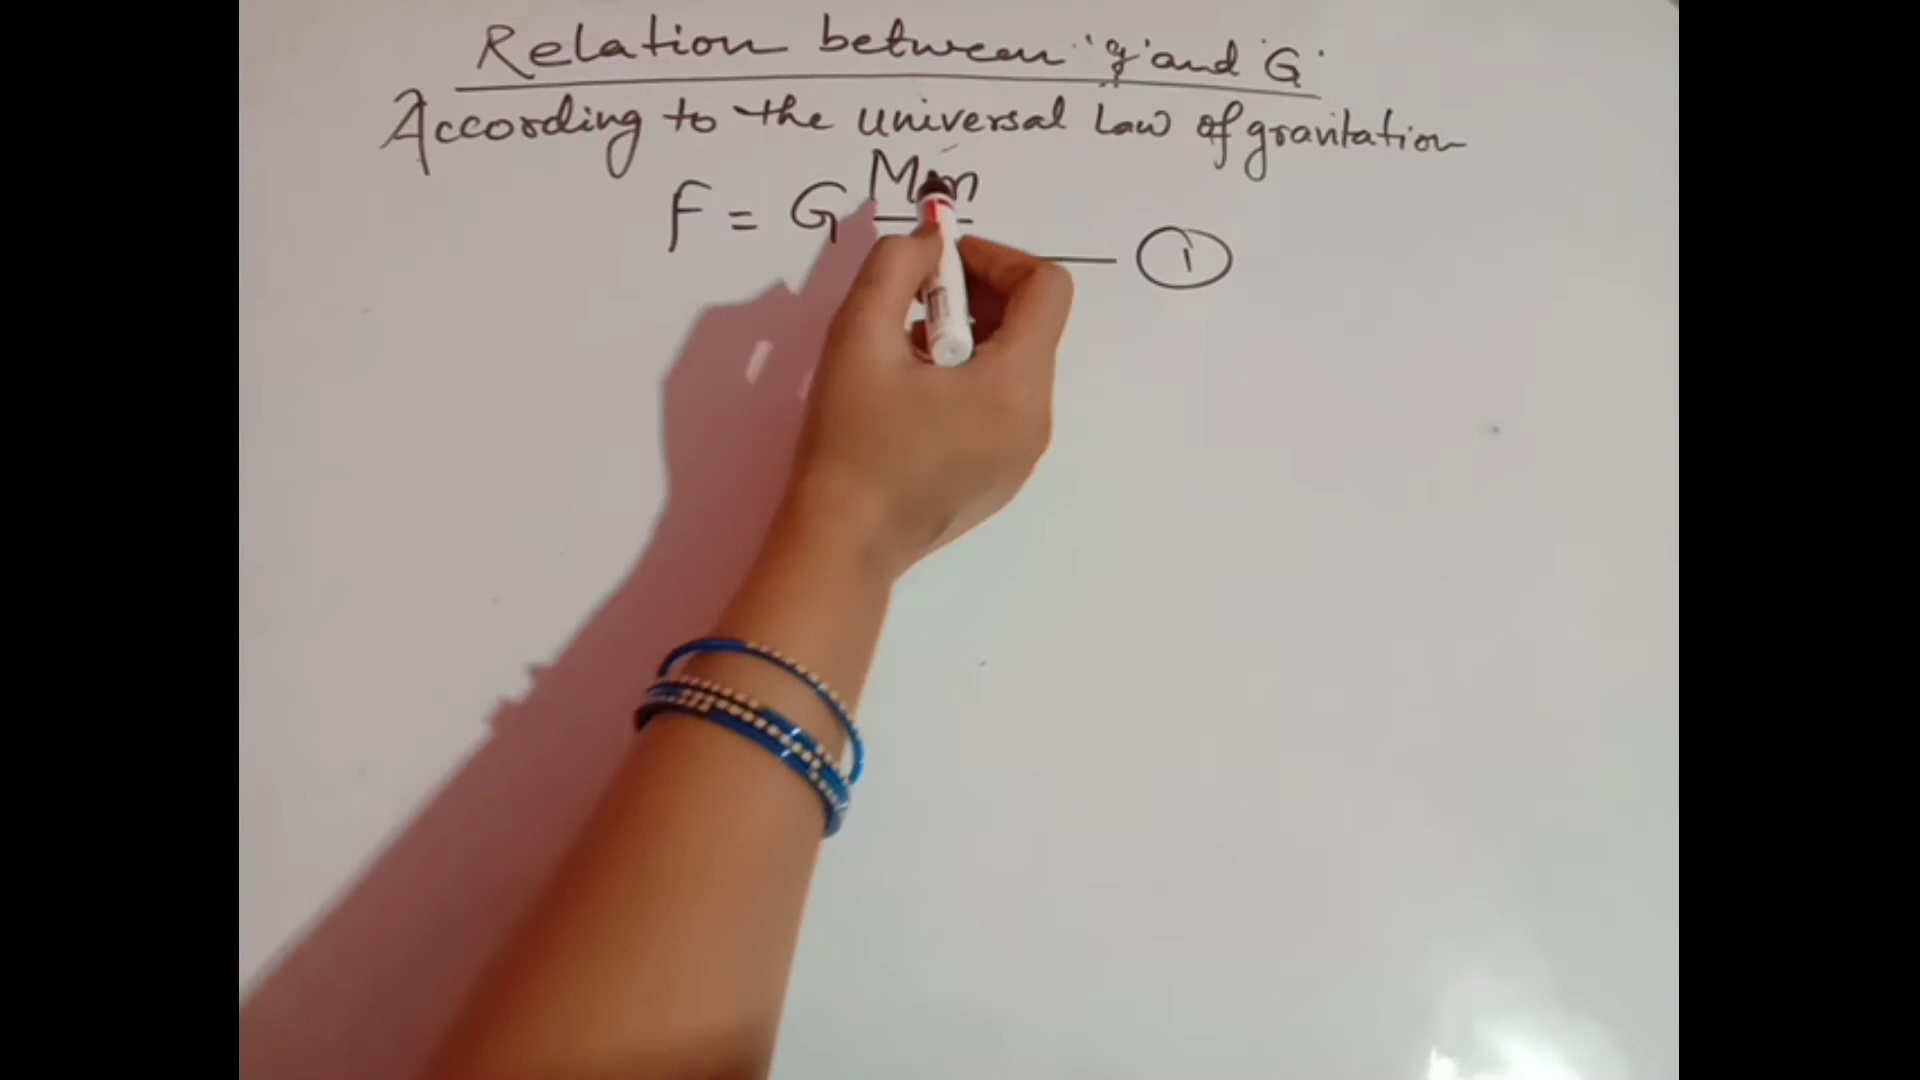 Relation between 'g' and 'G'
According to the universal Law of gravitation
F = G Mm
1